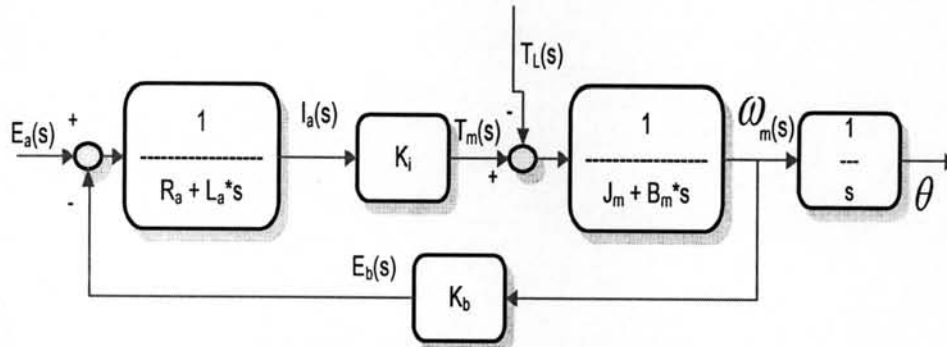 T_L(s)
E_a(s)
+
-
1
----------------
R_a + L_a*s
I_a(s)
K_i
T_m(s)
-
+
1
----------------
J_m + B_m*s
ω_m(s)
1
---
s
θ
E_b(s)
K_b